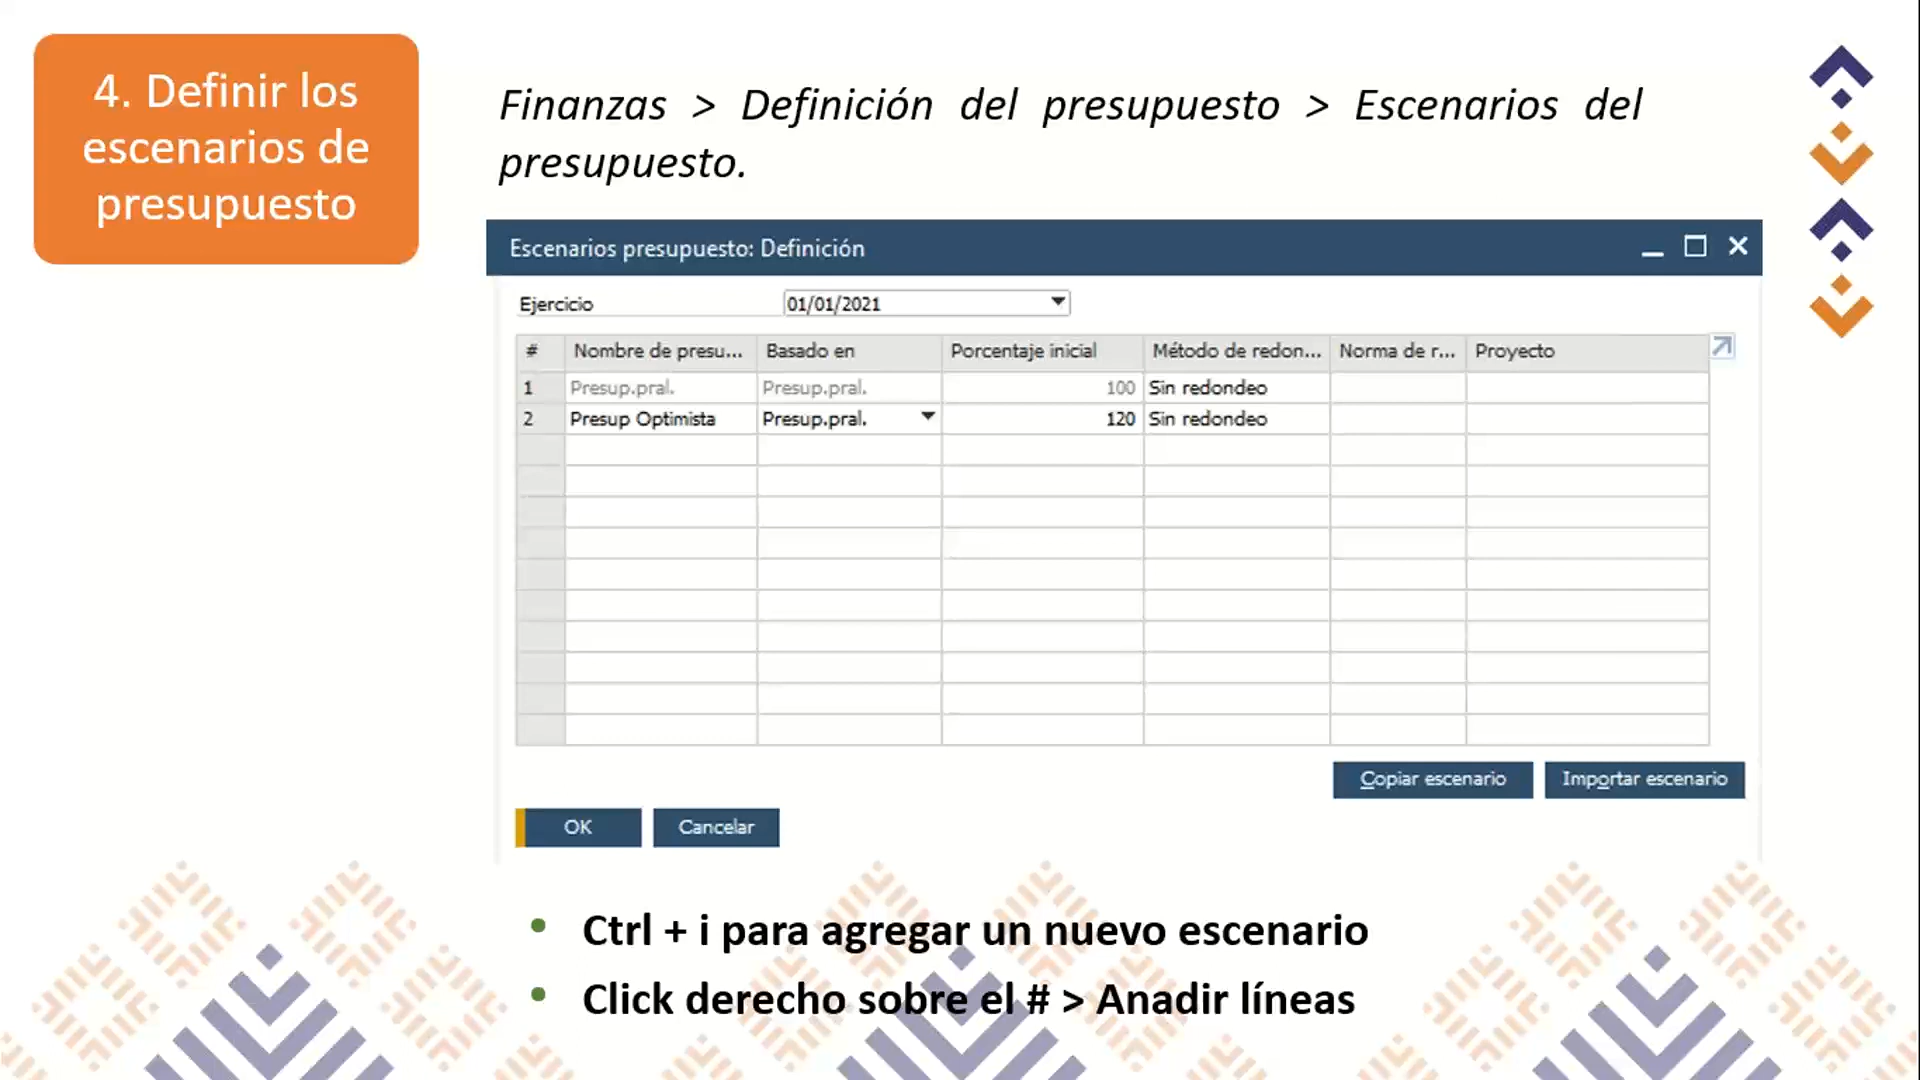 4. Definir los
escenarios de
presupuesto
Finanzas > Definición del presupuesto > Escenarios del
presupuesto.
Escenarios presupuesto: Definición
Ejercicio 01/01/2021
# Nombre de presu... Basado en Porcentaje inicial Método de redon... Norma de r... Proyecto
1 Presup.pral. Presup.pral. 100 Sin redondeo
2 Presup Optimista Presup.pral. 120 Sin redondeo
Copiar escenario Importar escenario
OK Cancelar
• Ctrl + i para agregar un nuevo escenario
• Click derecho sobre el # > Anadir líneas